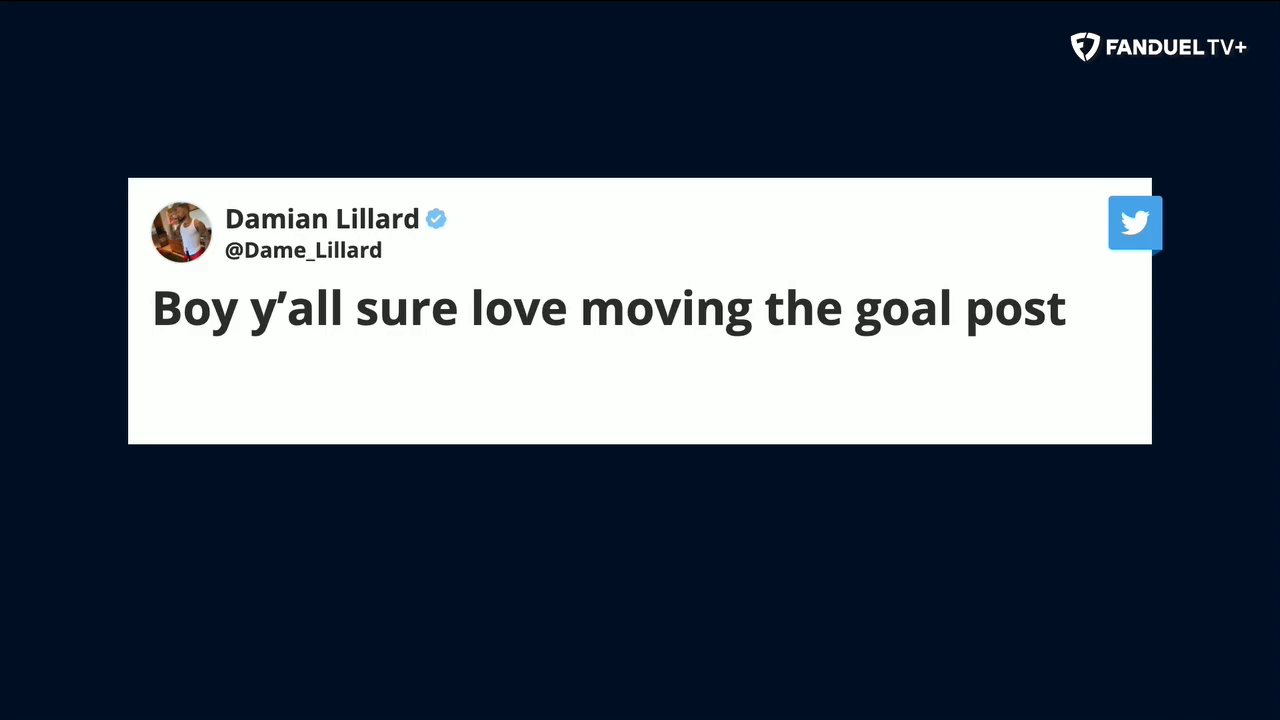 FANDUEL TV+
Damian Lillard
@Dame_Lillard
Boy y’all sure love moving the goal post